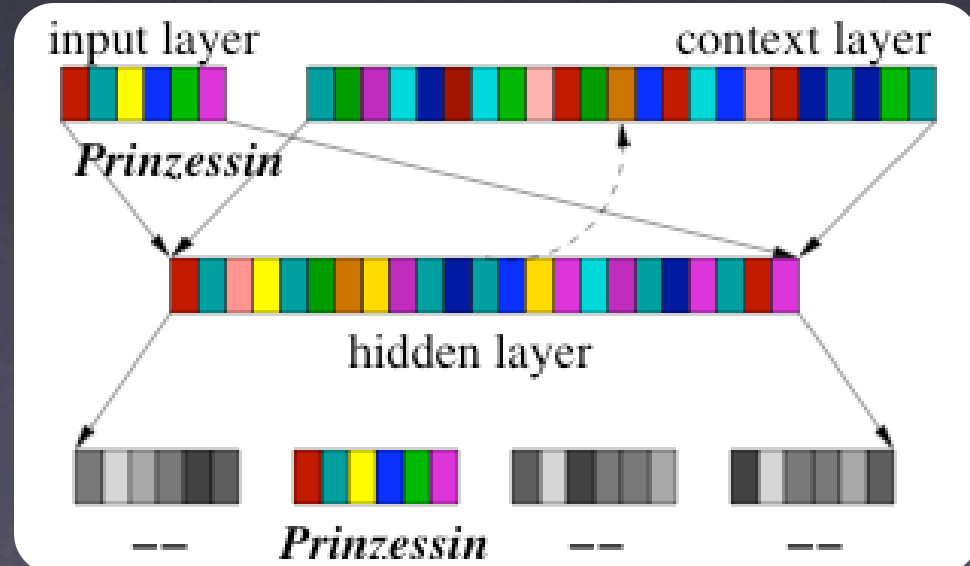 input layer
context layer
Prinzessin
hidden layer
-- Prinzessin -- --